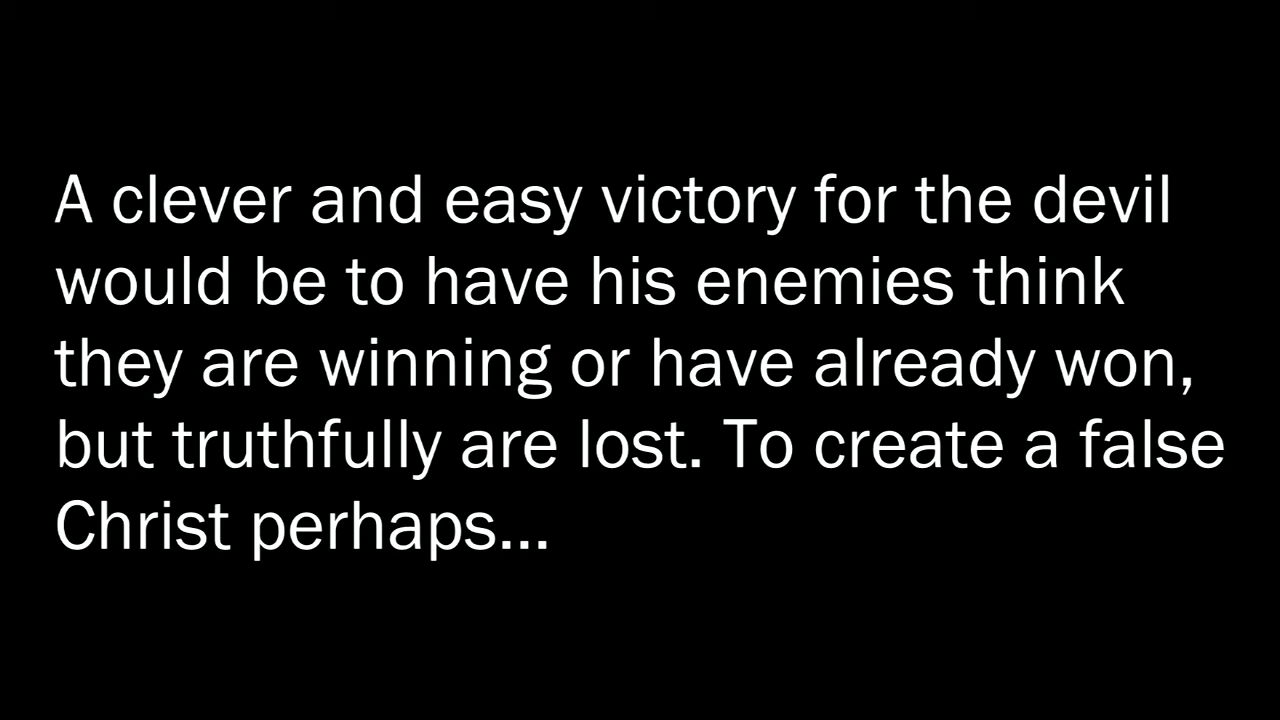 A clever and easy victory for the devil
would be to have his enemies think
they are winning or have already won,
but truthfully are lost. To create a false
Christ perhaps...